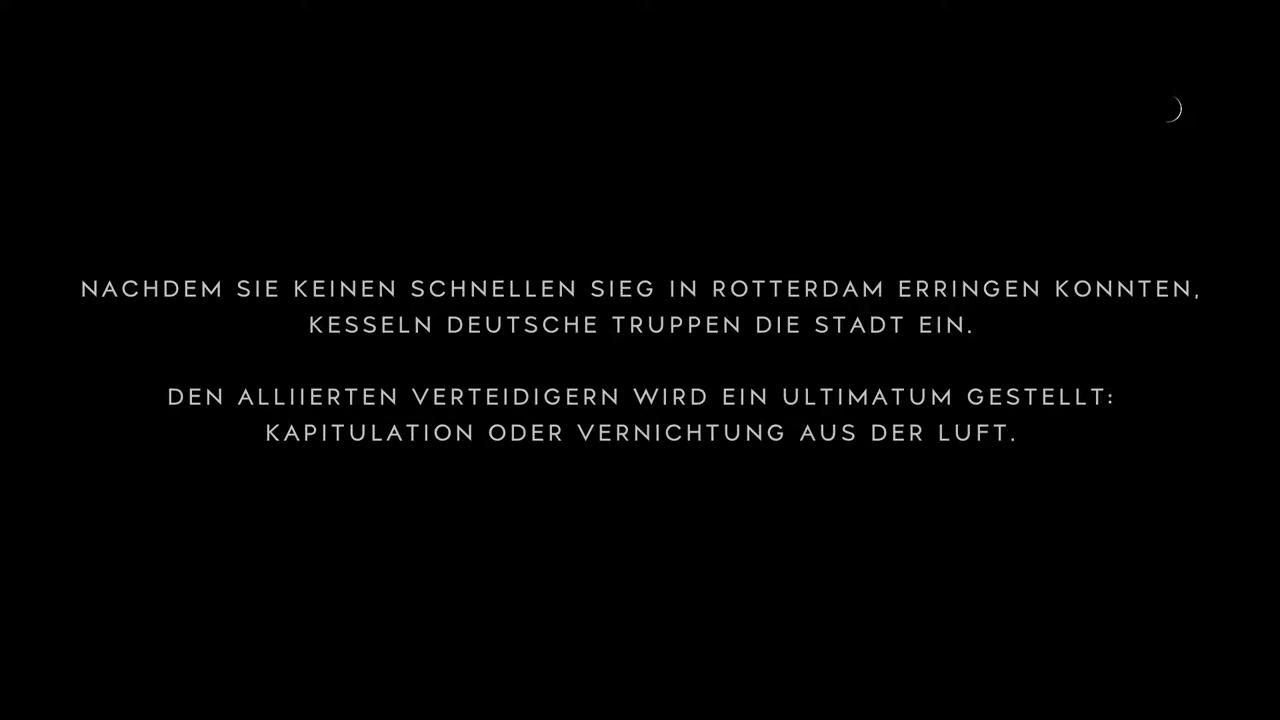 NACHDEM SIE KEINEN SCHNELLEN SIEG IN ROTTERDAM ERRINGEN KONNTEN,
KESSELN DEUTSCHE TRUPPEN DIE STADT EIN.
DEN ALLIIERTEN VERTEIDIGERN WIRD EIN ULTIMATUM GESTELLT:
KAPITULATION ODER VERNICHTUNG AUS DER LUFT.